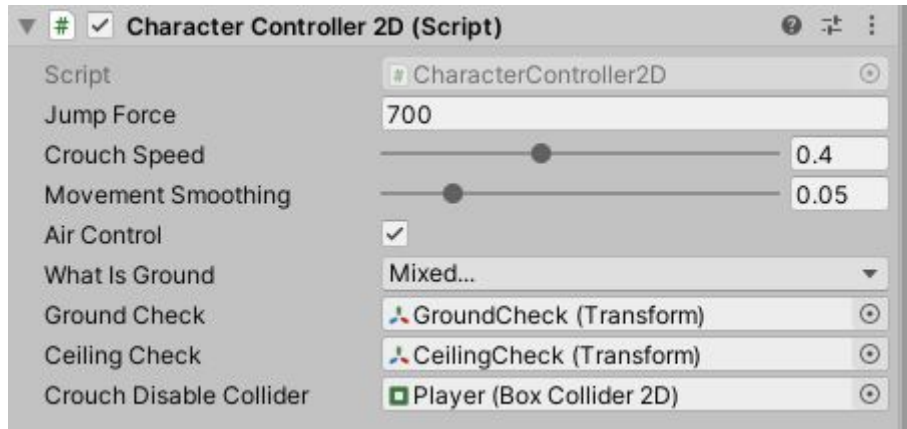 Character Controller 2D (Script)
Script CharacterController2D
Jump Force 700
Crouch Speed 0.4
Movement Smoothing 0.05
Air Control
What Is Ground Mixed...
Ground Check GroundCheck (Transform)
Ceiling Check CeilingCheck (Transform)
Crouch Disable Collider Player (Box Collider 2D)